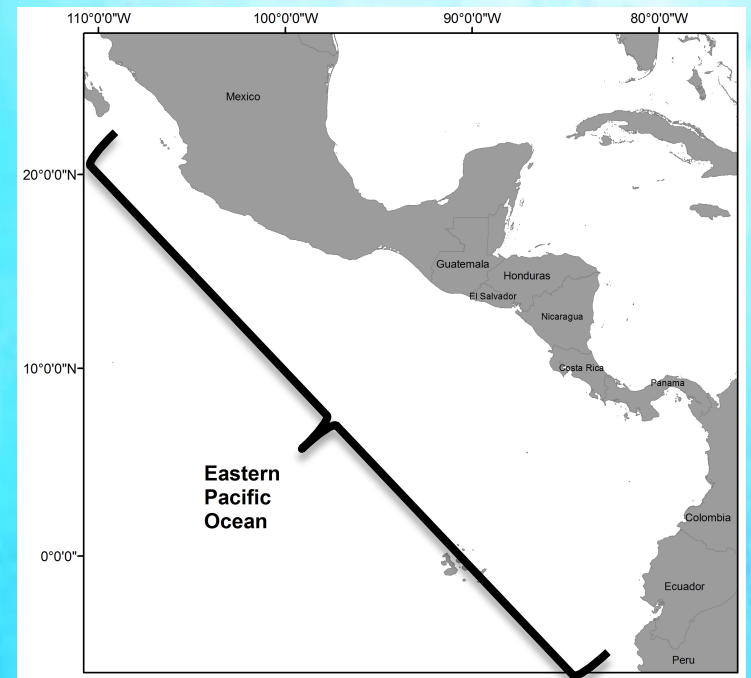 110°0'0"W 100°0'0"W 90°0'0"W 80°0'0"W
Mexico
20°0'0"N
Guatemala
Honduras
El Salvador
Nicaragua
10°0'0"N
Costa Rica
Panama
Eastern
Pacific
Ocean
Colombia
0°0'0"
Ecuador
Peru